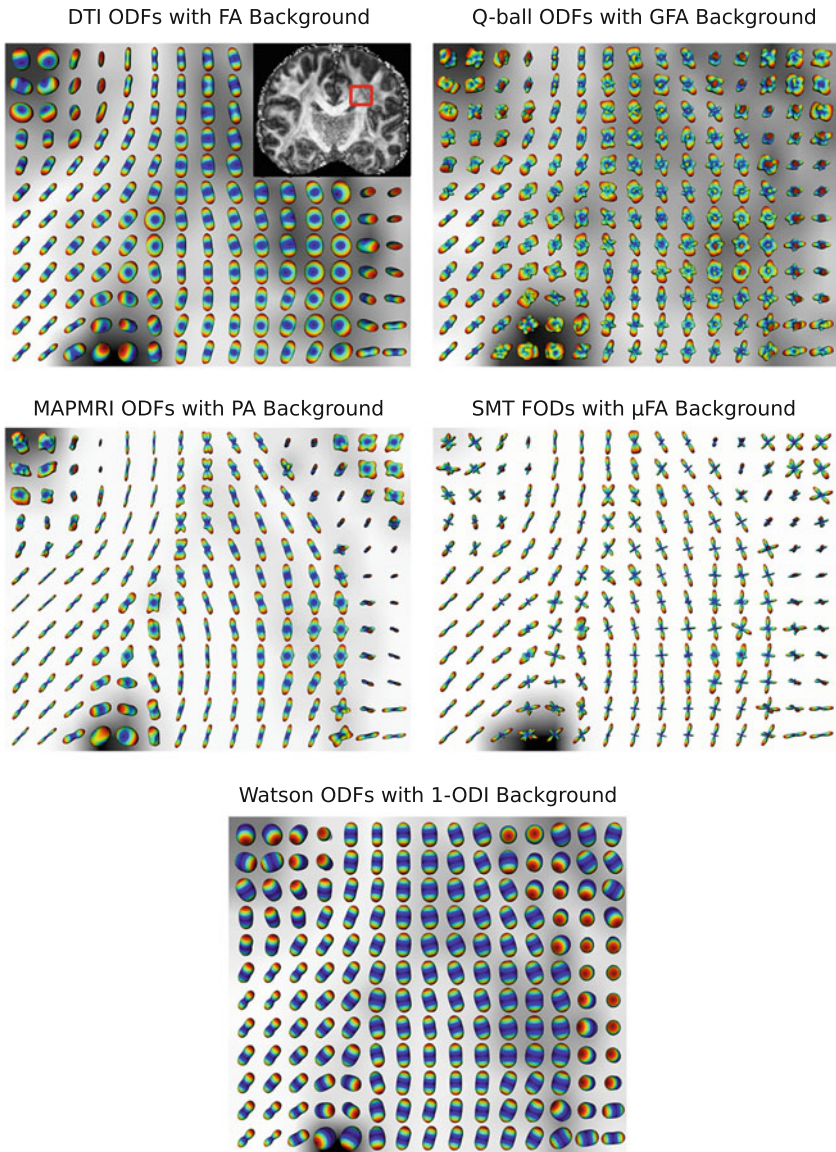 DTI ODFs with FA Background
Q-ball ODFs with GFA Background
MAPMRI ODFs with PA Background
SMT FODs with μFA Background
Watson ODFs with 1-ODI Background